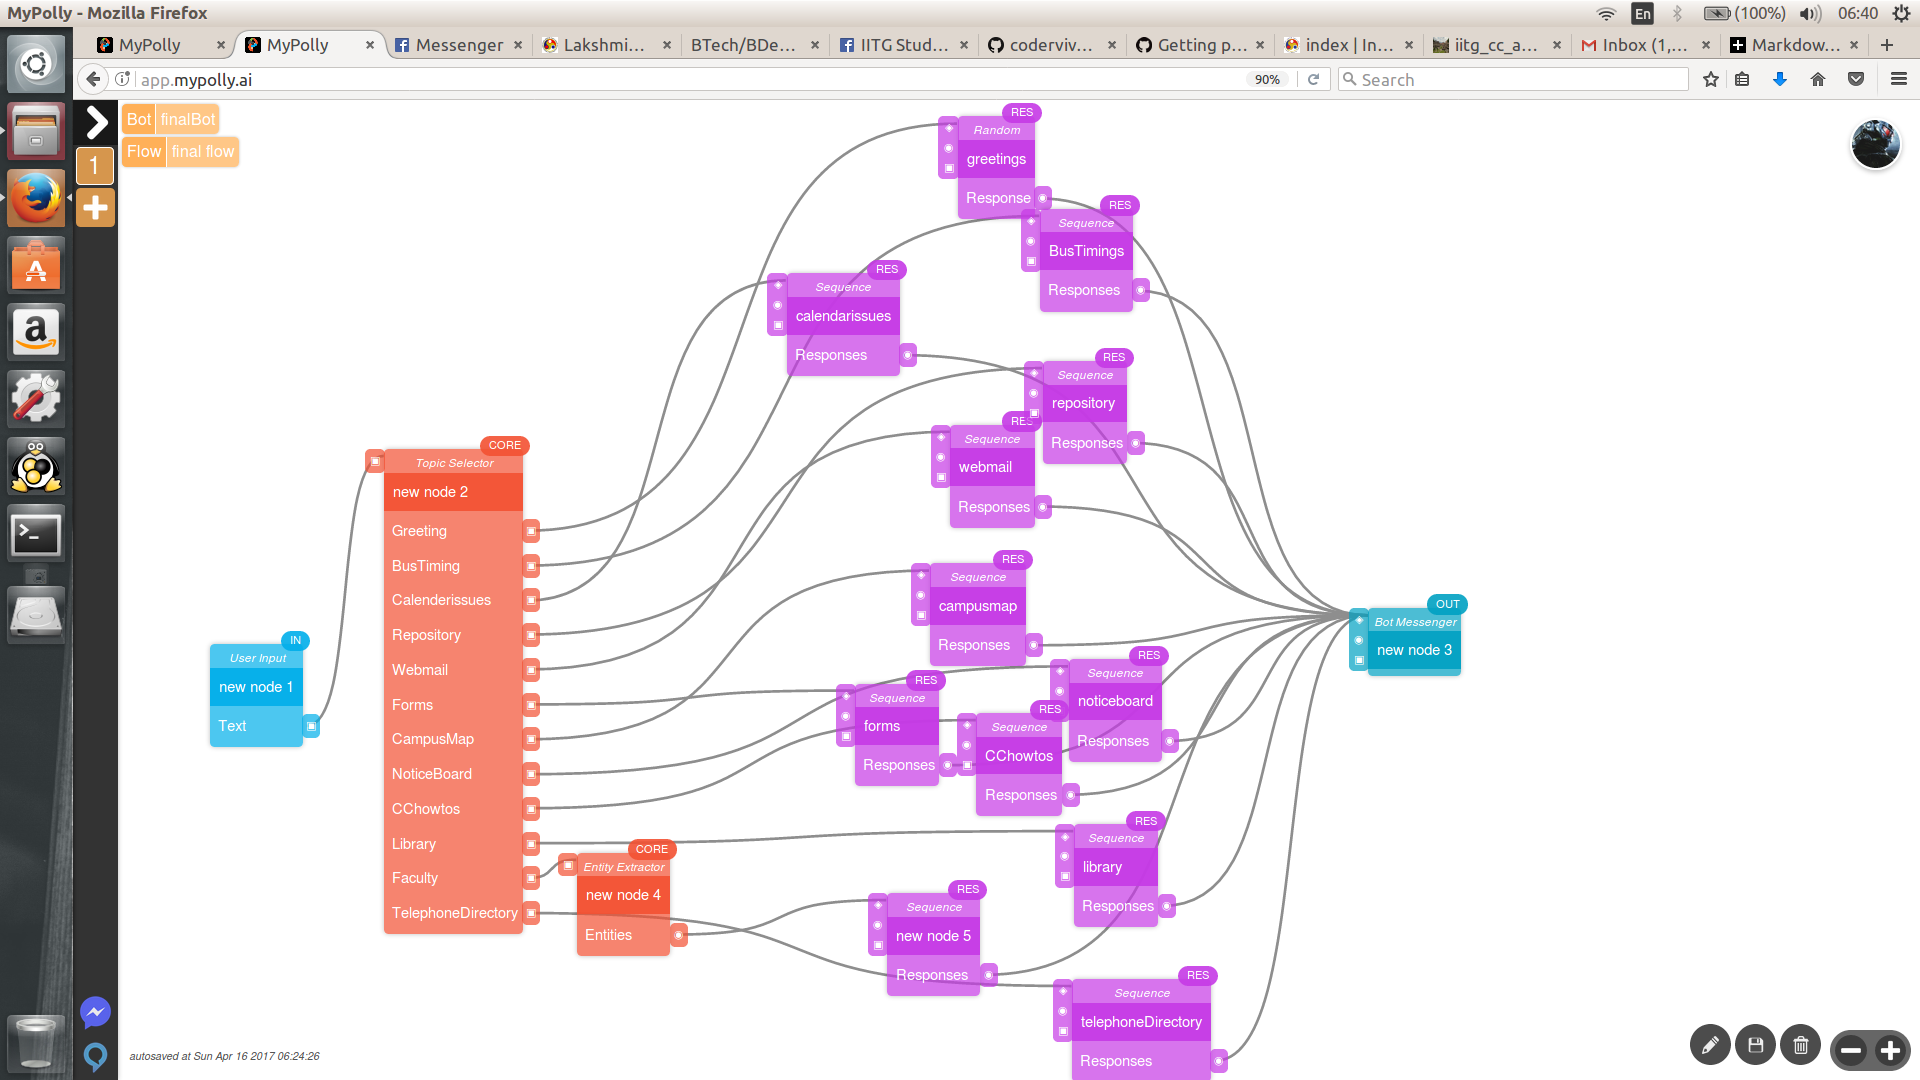 MyPolly - Mozilla Firefox
En
(100%)
06:40
MyPolly
MyPolly
Messenger
Lakshmi...
BTech/BDe...
IITG Stud...
codervivv...
Getting p...
index | In...
iitg_cc_a...
Inbox (1,...
Markdow...
app.mypolly.ai
90%
Search
Bot finalBot
Flow final flow
1
RES
Random
greetings
Response
RES
Sequence
BusTimings
Responses
RES
Sequence
calendarissues
Responses
RES
Sequence
repository
Responses
RES
Sequence
webmail
Responses
CORE
Topic Selector
new node 2
Greeting
BusTiming
Calenderissues
Repository
Webmail
Forms
CampusMap
NoticeBoard
CChowtos
Library
Faculty
TelephoneDirectory
IN
User Input
new node 1
Text
RES
Sequence
campusmap
Responses
OUT
Bot Messenger
new node 3
RES
Sequence
noticeboard
Responses
RES
Sequence
forms
Responses
RES
Sequence
CChowtos
Responses
RES
Sequence
library
Responses
CORE
Entity Extractor
new node 4
Entities
RES
Sequence
new node 5
Responses
RES
Sequence
telephoneDirectory
Responses
autosaved at Sun Apr 16 2017 06:24:26